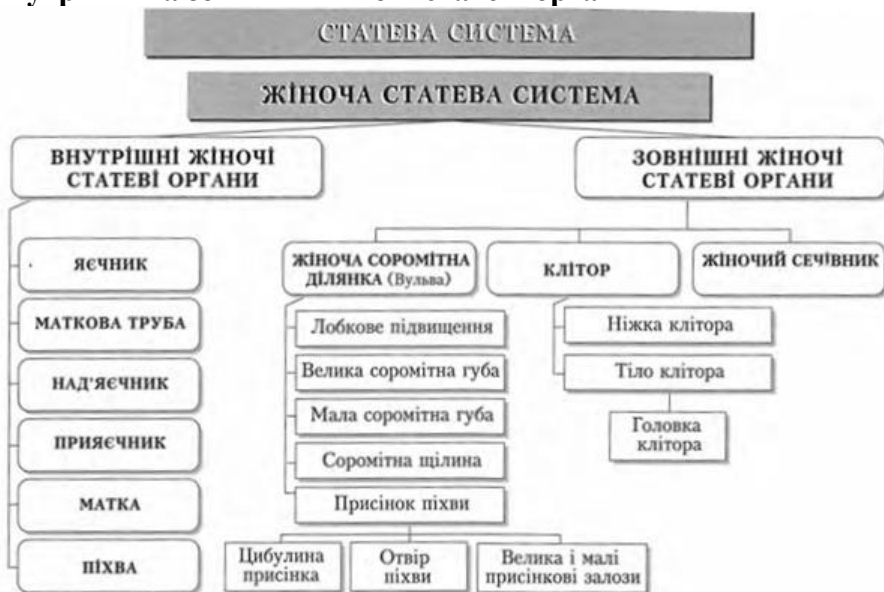 СТАТЕВА СИСТЕМА
ЖІНОЧА СТАТЕВА СИСТЕМА
ВНУТРІШНІ ЖІНОЧІ
СТАТЕВІ ОРГАНИ
ЗОВНІШНІ ЖІНОЧІ
СТАТЕВІ ОРГАНИ
ЯЄЧНИК
МАТКОВА ТРУБА
НАД'ЯЄЧНИК
ПРИЯЄЧНИК
МАТКА
ПІХВА
ЖІНОЧА СОРОМІТНА
ДІЛЯНКА (Вульва)
Лобкове підвищення
Велика соромітна губа
Мала соромітна губа
Соромітна щілина
Присінок піхви
Цибулина
присінка
Отвір
піхви
Велика і малі
присінкові залози
КЛІТОР
Ніжка клітора
Тіло клітора
Головка
клітора
ЖІНОЧИЙ СЕЧІВНИК